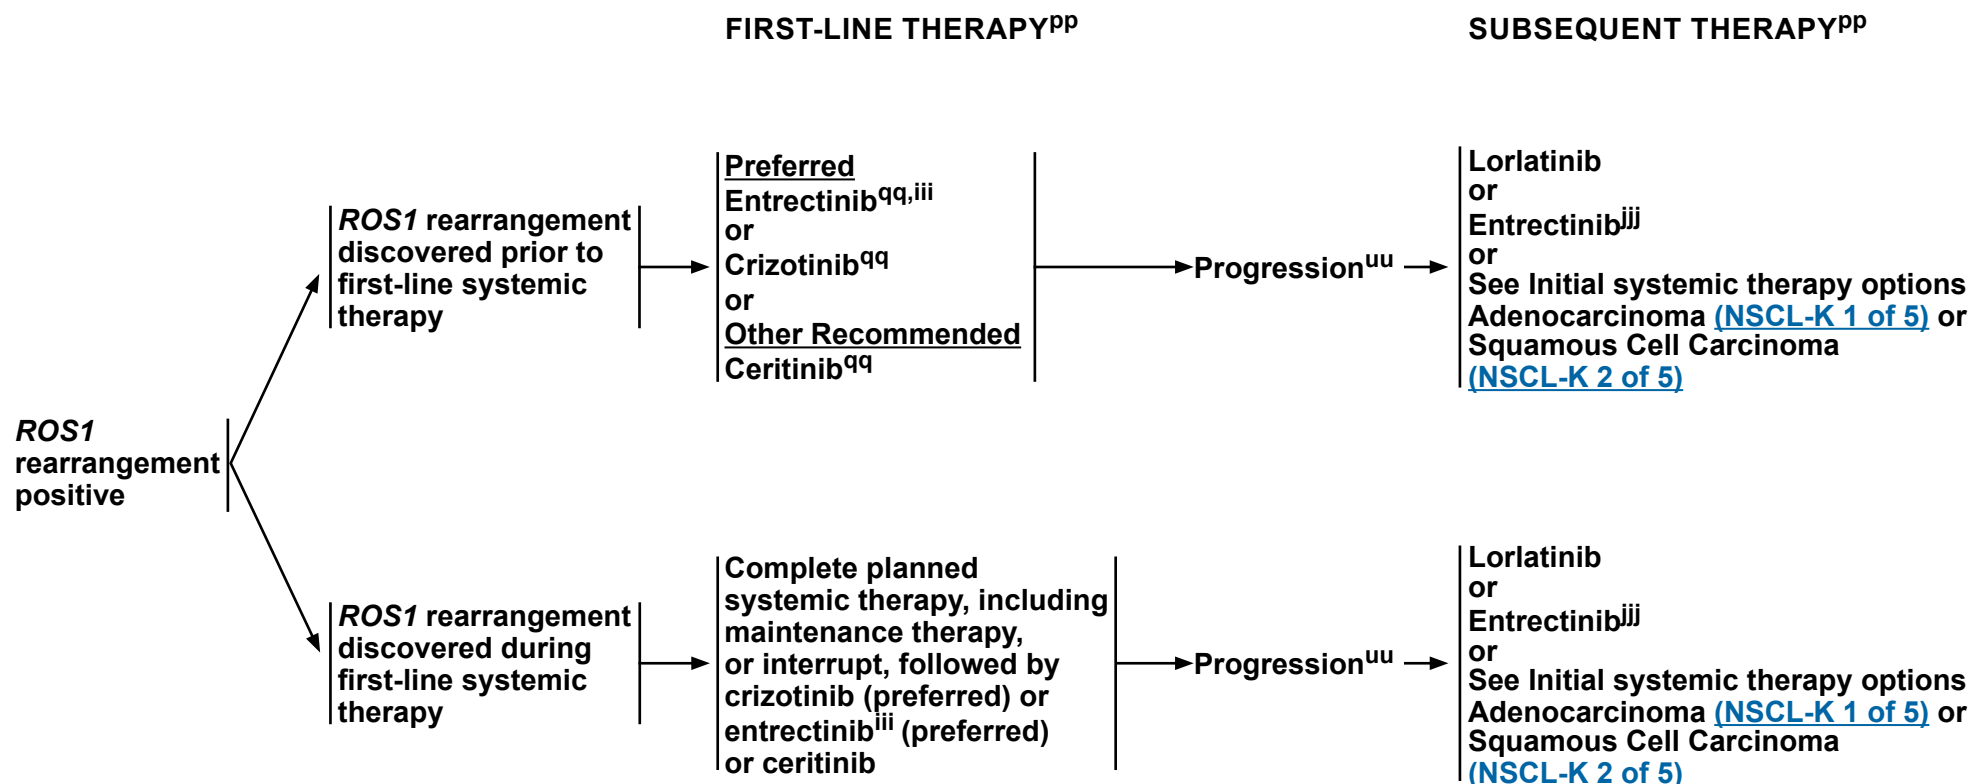 FIRST-LINE THERAPYpp
SUBSEQUENT THERAPYpp
ROS1
rearrangement
positive
ROS1 rearrangement
discovered prior to
first-line systemic
therapy
Preferred
Entrectinibqq,iii
or
Crizotinibqq
or
Other Recommended
Ceritinibqq
Progressionuu
Lorlatinib
or
Entrectinibjjj
or
See Initial systemic therapy options
Adenocarcinoma (NSCL-K 1 of 5) or
Squamous Cell Carcinoma
(NSCL-K 2 of 5)
ROS1 rearrangement
discovered during
first-line systemic
therapy
Complete planned
systemic therapy, including
maintenance therapy,
or interrupt, followed by
crizotinib (preferred) or
entrectinibiii (preferred)
or ceritinib
Progressionuu
Lorlatinib
or
Entrectinibjjj
or
See Initial systemic therapy options
Adenocarcinoma (NSCL-K 1 of 5) or
Squamous Cell Carcinoma
(NSCL-K 2 of 5)